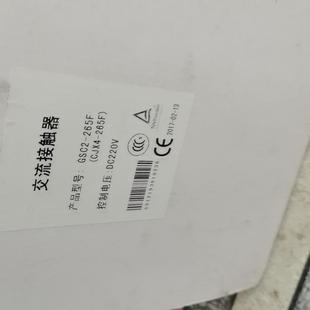 交流接触器
产品型号: GSC2-265F
(CJX4-265F)
控制电压:DC220V
CCC
CE
2017-02-13